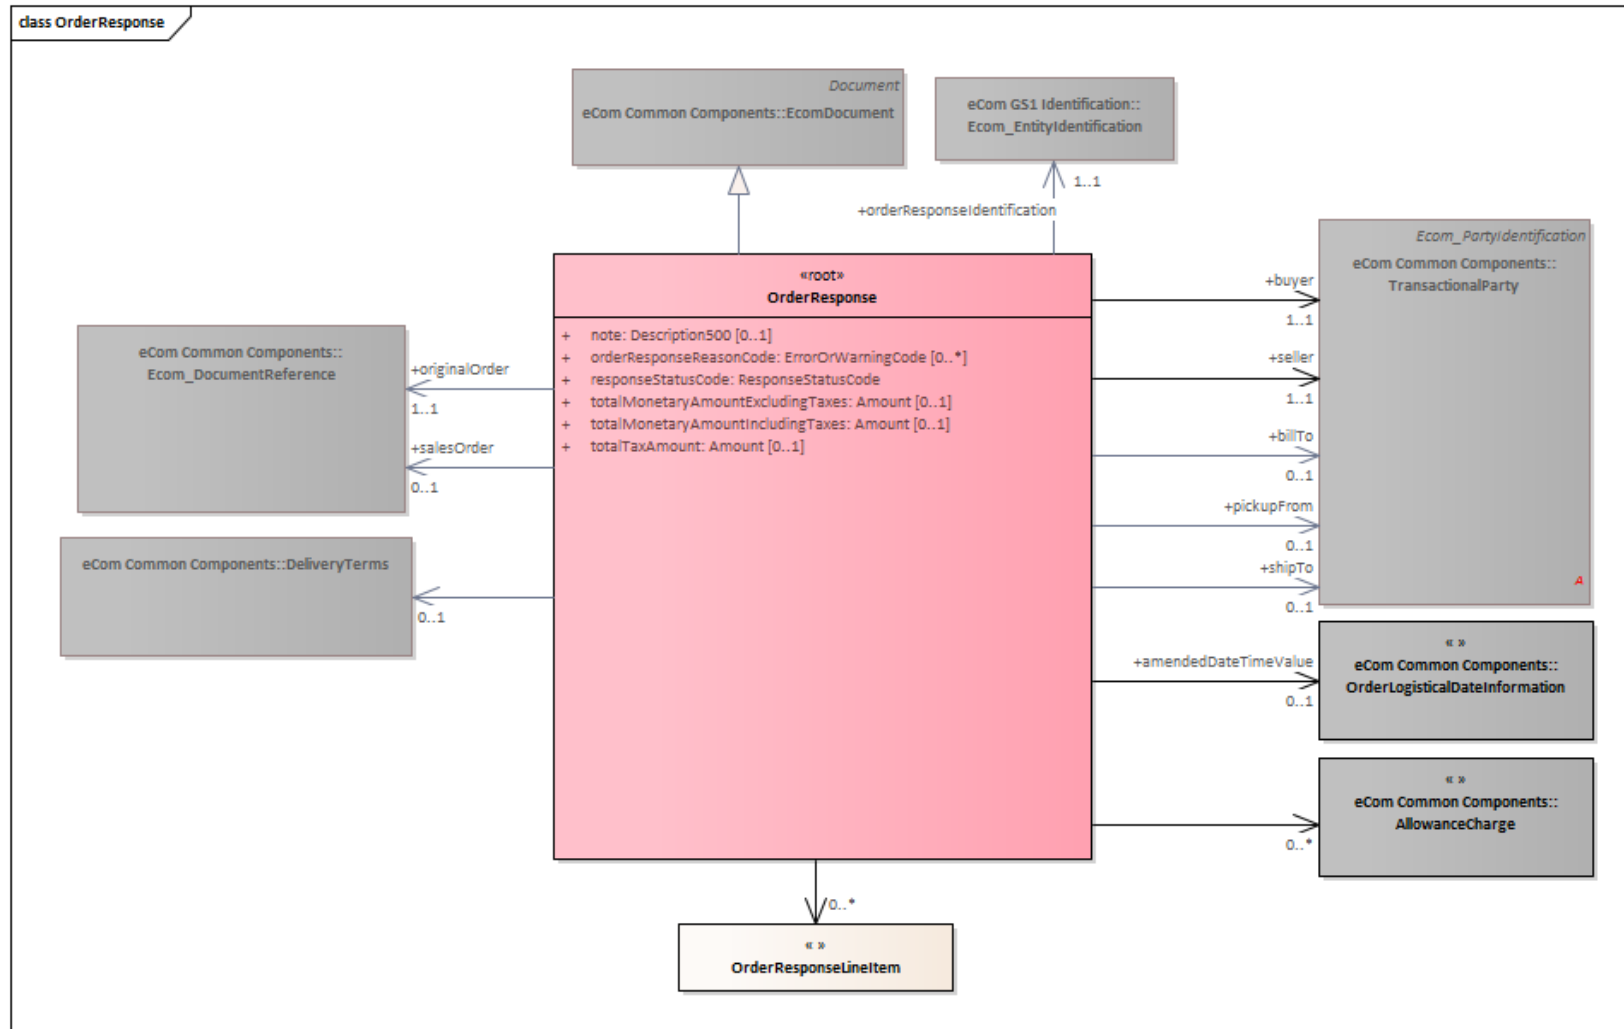 class OrderResponse
Document
eCom Common Components::EcomDocument
eCom GS1 Identification::
Ecom_EntityIdentification
1..1
+orderResponseIdentification
Ecom_PartyIdentification
eCom Common Components::
TransactionalParty
A
«root»
OrderResponse
+ note: Description500 [0..1]
+ orderResponseReasonCode: ErrorOrWarningCode [0..*]
+ responseStatusCode: ResponseStatusCode
+ totalMonetaryAmountExcludingTaxes: Amount [0..1]
+ totalMonetaryAmountIncludingTaxes: Amount [0..1]
+ totalTaxAmount: Amount [0..1]
+buyer
1..1
+seller
1..1
+billTo
0..1
+pickupFrom
0..1
+shipTo
0..1
eCom Common Components::
Ecom_DocumentReference
+originalOrder
1..1
+salesOrder
0..1
eCom Common Components::DeliveryTerms
0..1
+amendedDateTimeValue
0..1
« »
eCom Common Components::
OrderLogisticalDateInformation
« »
eCom Common Components::
AllowanceCharge
0..*
0..*
« »
OrderResponseLineItem